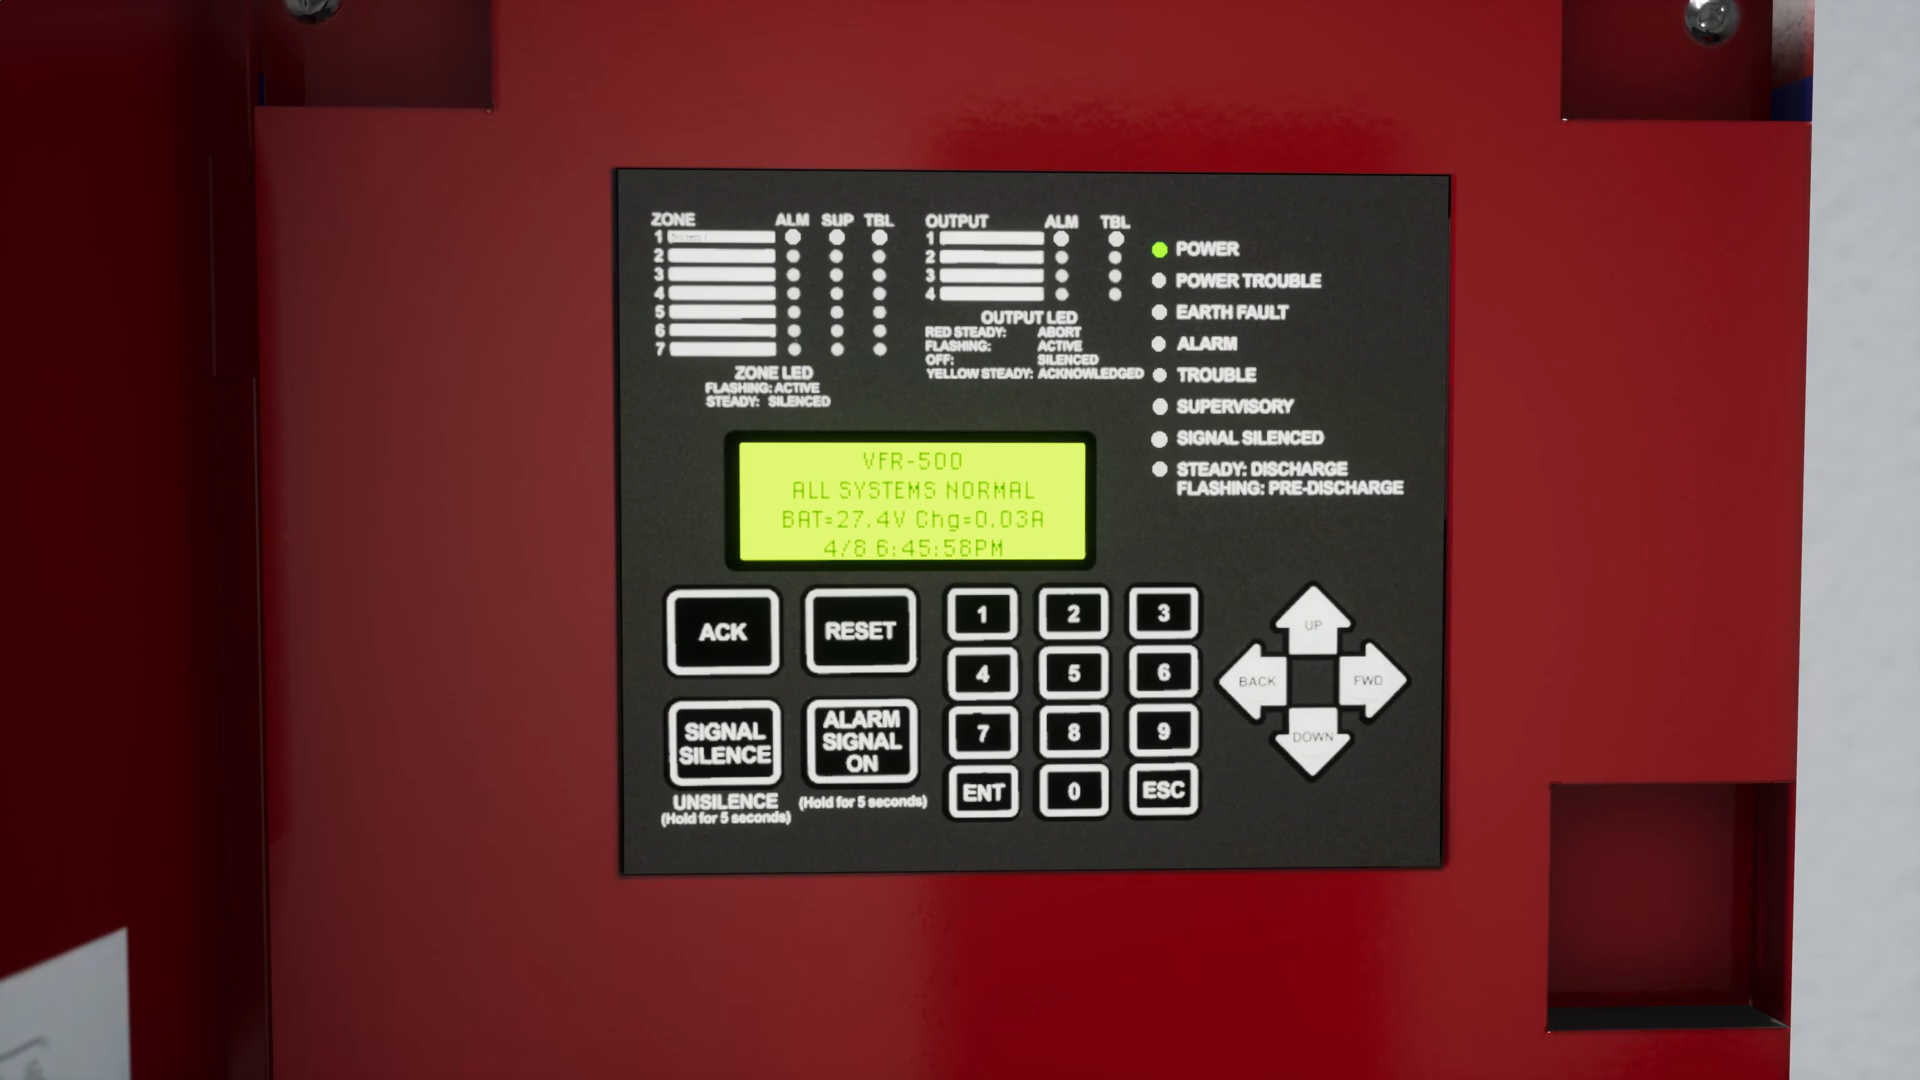 ZONE ALM SUP TBL
1
2
3
4
5
6
7
ZONE LED
FLASHING: ACTIVE
STEADY: SILENCED
OUTPUT ALM TBL
1
2
3
4
OUTPUT LED
RED STEADY: ABORT
FLASHING: ACTIVE
OFF: SILENCED
YELLOW STEADY: ACKNOWLEDGED
POWER
POWER TROUBLE
EARTH FAULT
ALARM
TROUBLE
SUPERVISORY
SIGNAL SILENCED
STEADY: DISCHARGE
FLASHING: PRE-DISCHARGE
VFR-500
ALL SYSTEMS NORMAL
BAT=27.4V Chg=0.03A
4/8 6:45:58PM
ACK
RESET
SIGNAL
SILENCE
UNSILENCE
(Hold for 5 seconds)
ALARM
SIGNAL
ON
(Hold for 5 seconds)
1 2 3
4 5 6
7 8 9
ENT 0 ESC
UP
BACK FWD
DOWN